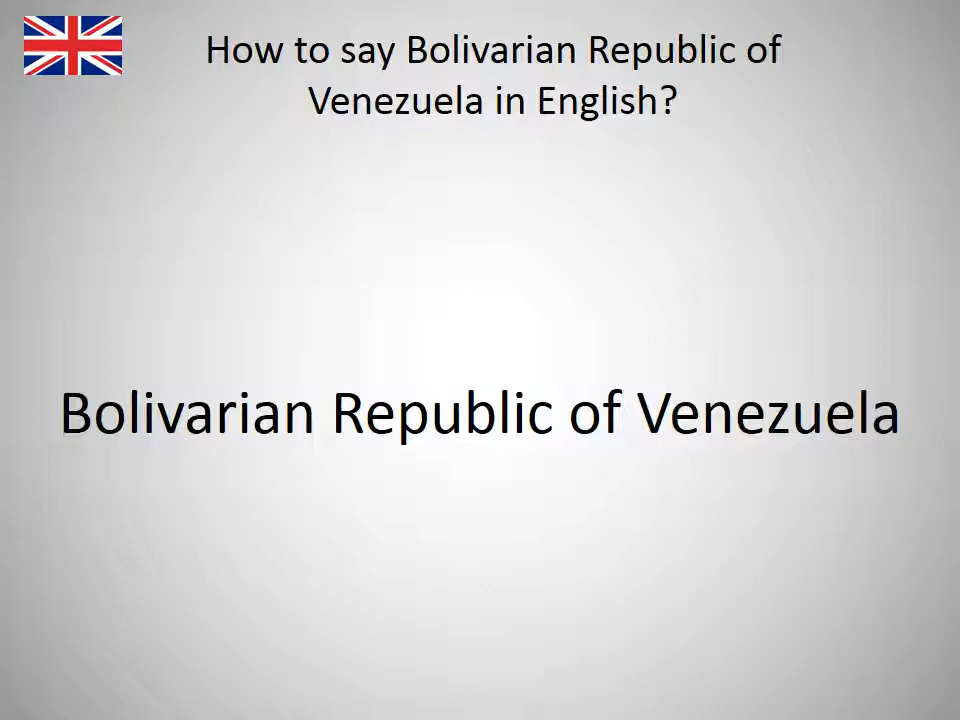 How to say Bolivarian Republic of
Venezuela in English?
Bolivarian Republic of Venezuela